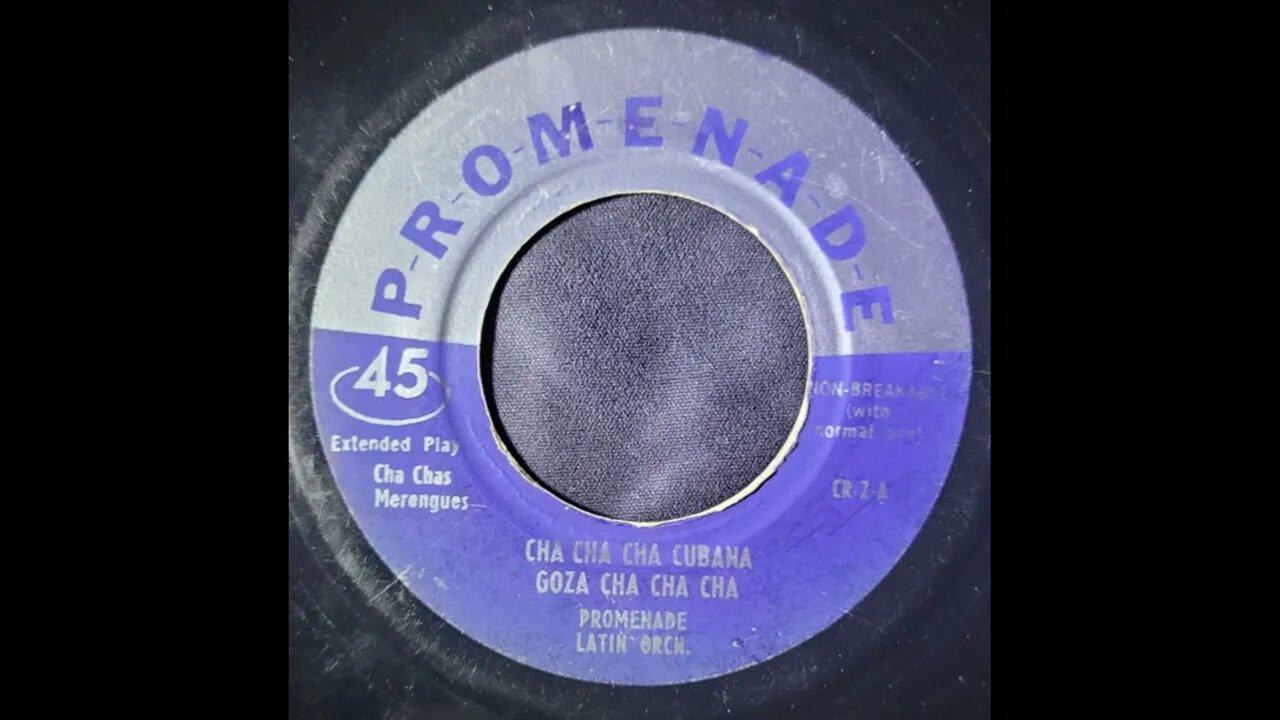 P-R-O-M-E-N-A-D-E
45
Extended Play
Cha Chas
Merengues
NON-BREAKABLE
(with
normal use)
CR-2-A
CHA CHA CHA CUBANA
GOZA CHA CHA CHA
PROMENADE
LATIN ORCH.